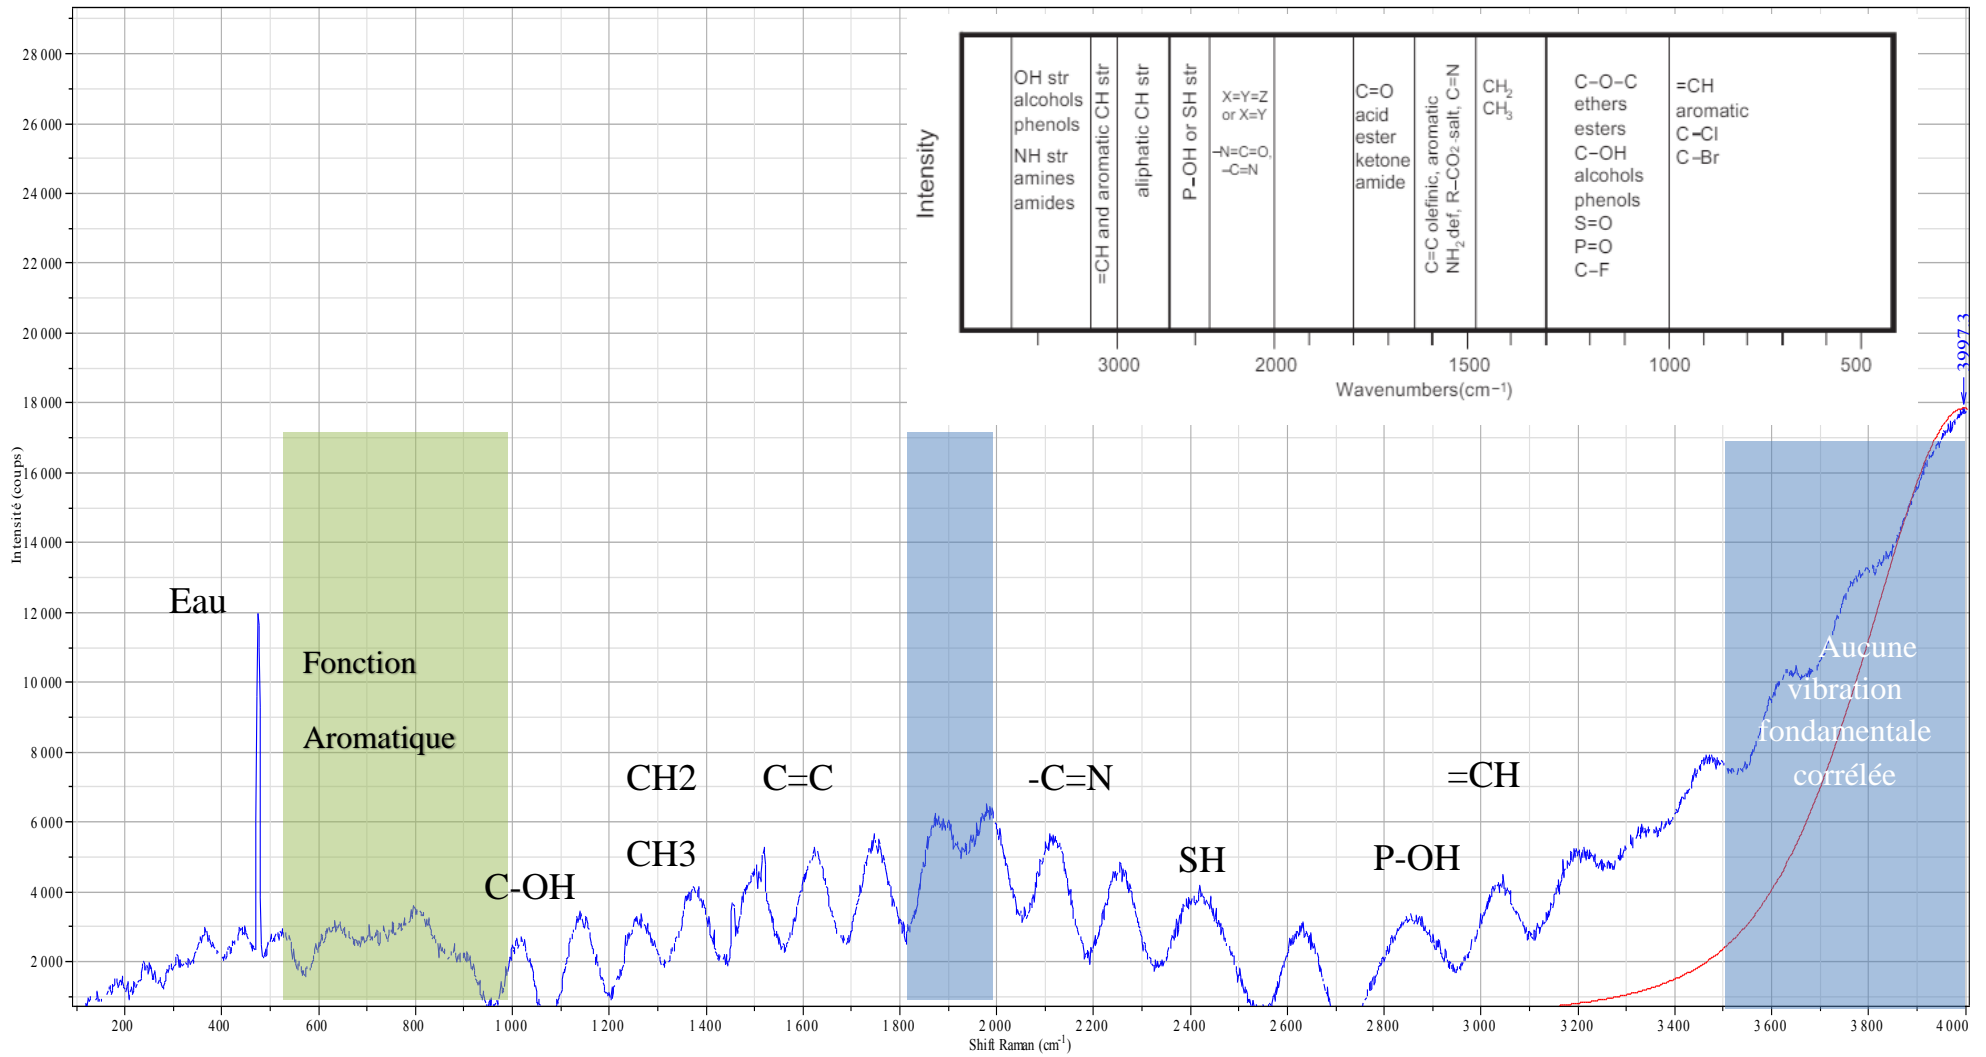 28 000
26 000
24 000
22 000
20 000
18 000
16 000
14 000
12 000
10 000
8 000
6 000
4 000
2 000
Intensité (coups)
Intensity
OH str
alcohols
phenols
NH str
amines
amides
=CH and aromatic CH str
aliphatic CH str
P-OH or SH str
X=Y=Z
or X=Y
-N=C=O,
-C=N
C=O
acid
ester
ketone
amide
C=C olefinic, aromatic
NH2 def, R-CO2 salt, C=N
CH2
CH3
C-O-C
ethers
esters
C-OH
alcohols
phenols
S=O
P=O
C-F
=CH
aromatic
C-Cl
C-Br
3000 2000 1500 1000 500
Wavenumbers(cm⁻¹)
3997.3
Eau
Fonction
Aromatique
C-OH
CH2
CH3
C=C
-C=N
SH
P-OH
=CH
Aucune
vibration
fondamentale
corrélée
200 400 600 800 1 000 1 200 1 400 1 600 1 800 2 000 2 200 2 400 2 600 2 800 3 000 3 200 3 400 3 600 3 800 4 000
Shift Raman (cm⁻¹)